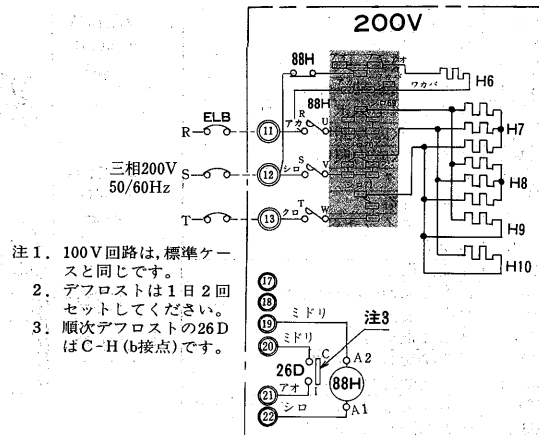 200V
88H
アオ
ワカバ
H6
88H
ELB
R
11
アカ
R
U
H7
三相200V
50/60Hz
S
12
シロ
S
V
H8
T
13
クロ
T
W
H9
H10
注1. 100V回路は,標準ケー
スと同じです。
2. デフロストは1日2回
セットしてください。
3. 順次デフロストの26D
はC-H(b接点)です。
17
18
19
ミドリ
注3
20
ミドリ
C
A2
26D
88H
21
アオ
22
シロ
A1